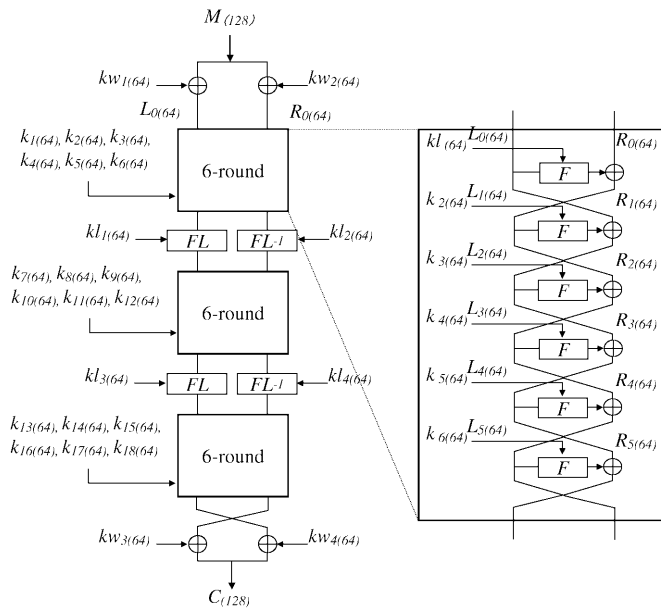 M(128)
kw1(64)
kw2(64)
L0(64)
R0(64)
k1(64), k2(64), k3(64),
k4(64), k5(64), k6(64)
6-round
kl1(64)
FL
FL-1
kl2(64)
k7(64), k8(64), k9(64),
k10(64), k11(64), k12(64)
6-round
kl3(64)
FL
FL-1
kl4(64)
k13(64), k14(64), k15(64),
k16(64), k17(64), k18(64)
6-round
kw3(64)
kw4(64)
C(128)
kl (64) L0(64)
R0(64)
F
k 2(64) L1(64)
R1(64)
F
k 3(64) L2(64)
R2(64)
F
k 4(64) L3(64)
R3(64)
F
k 5(64) L4(64)
R4(64)
F
k 6(64) L5(64)
R5(64)
F